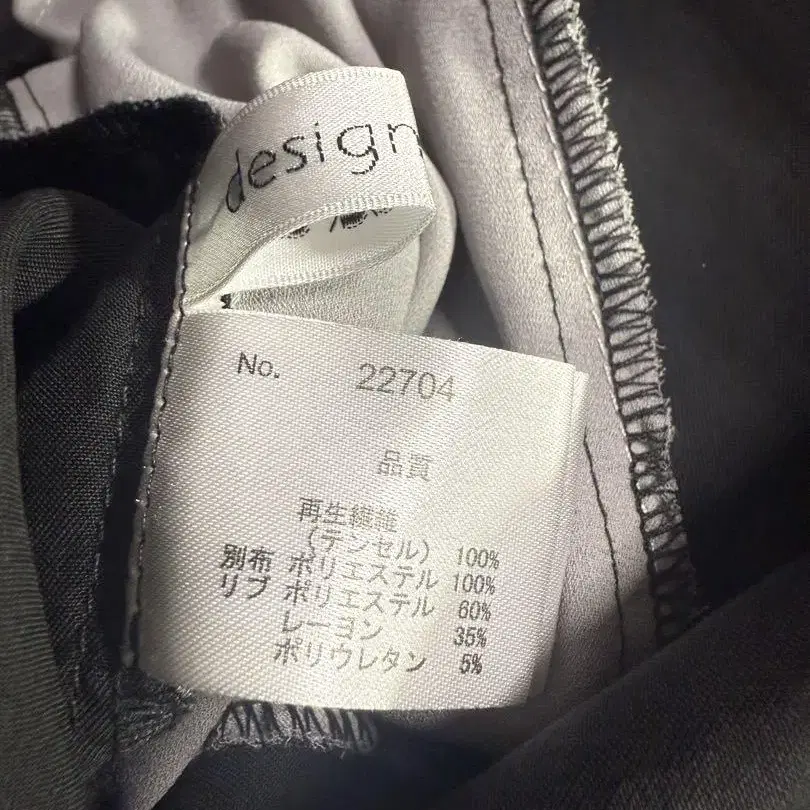 design
No. 22704
品質
再生繊維
(テンセル) 100%
別布 ポリエステル 100%
リブ ポリエステル 60%
レーヨン 35%
ポリウレタン 5%